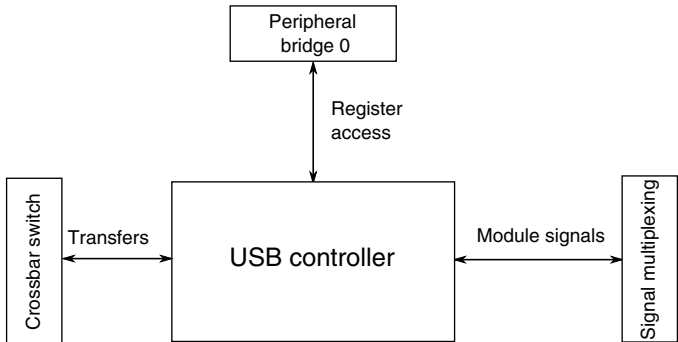 Peripheral
bridge 0
Register
access
Crossbar switch
Transfers
USB controller
Module signals
Signal multiplexing